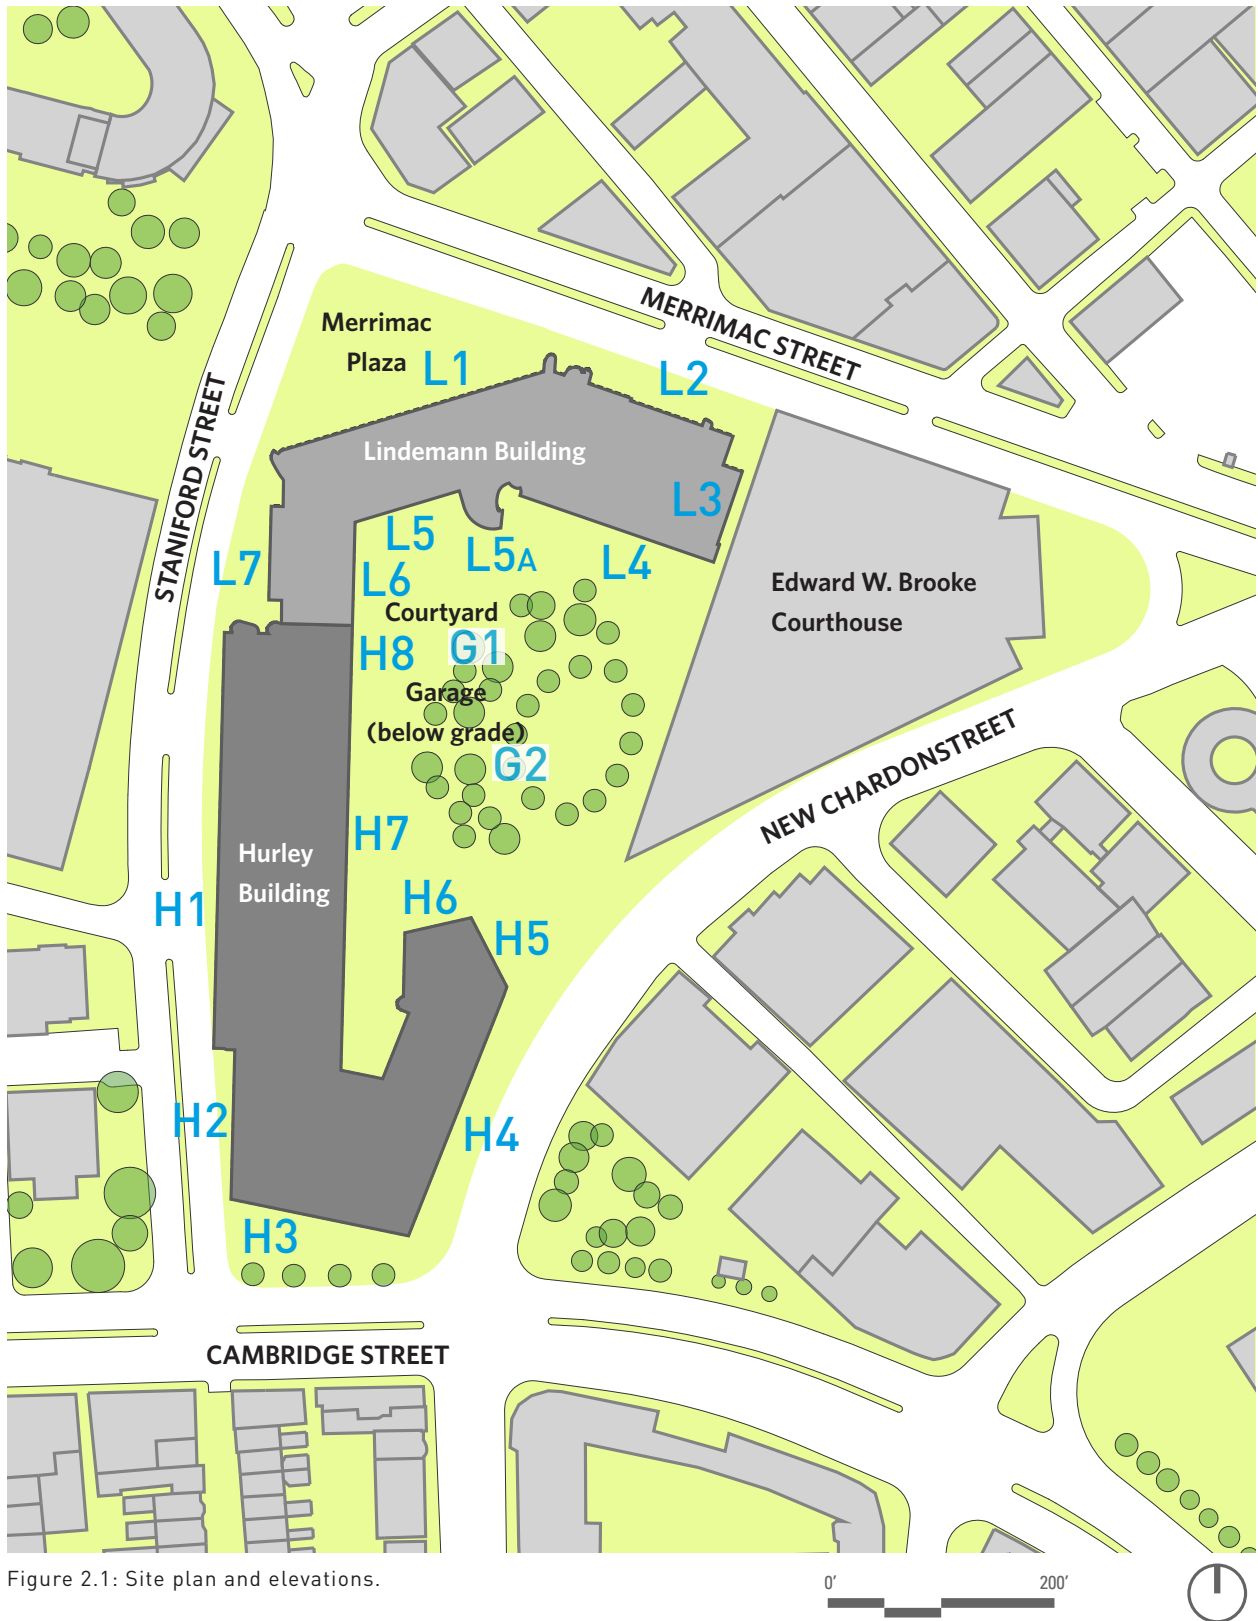 Merrimac
Plaza
L1
L2
MERRIMAC STREET
STANIFORD STREET
Lindemann Building
L3
L5
L5A
L4
L7
L6
Edward W. Brooke
Courthouse
Courtyard
G1
H8
Garage
(below grade)
G2
NEW CHARDONSTREET
H7
Hurley
Building
H1
H6
H5
H2
H4
H3
CAMBRIDGE STREET
Figure 2.1: Site plan and elevations.
0’
200’